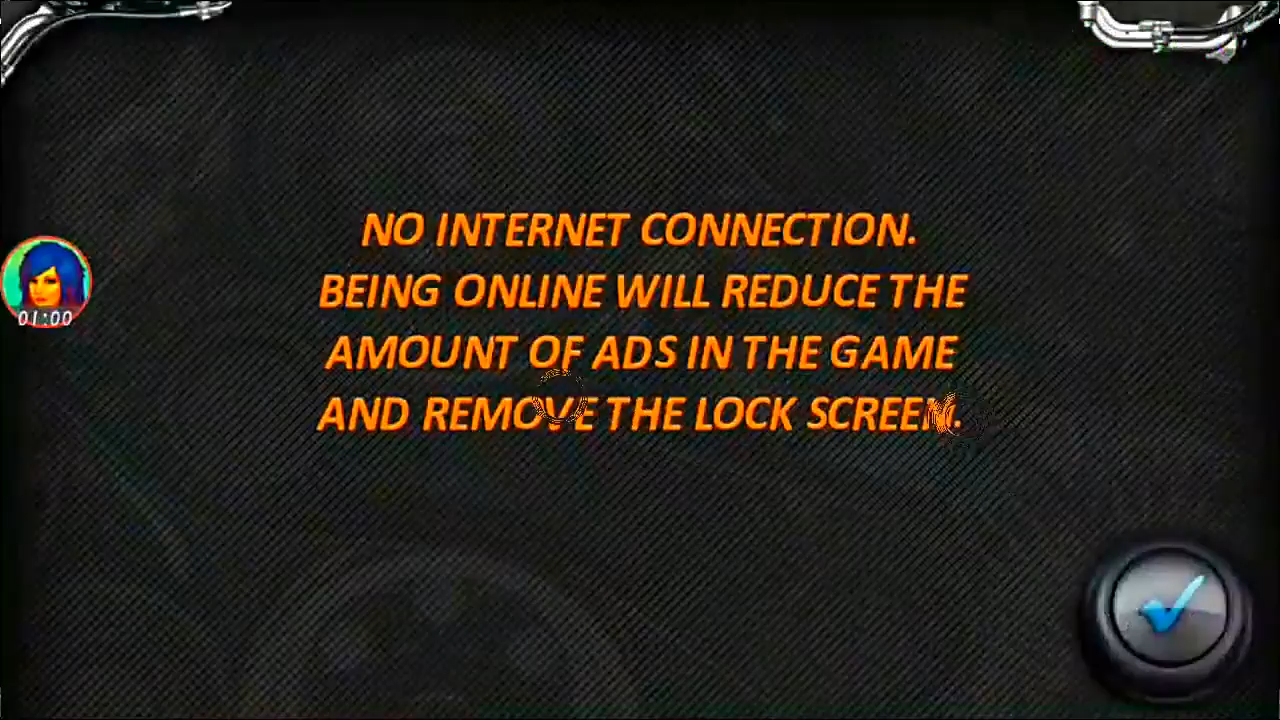 NO INTERNET CONNECTION.
BEING ONLINE WILL REDUCE THE
AMOUNT OF ADS IN THE GAME
AND REMOVE THE LOCK SCREEN.
01:00